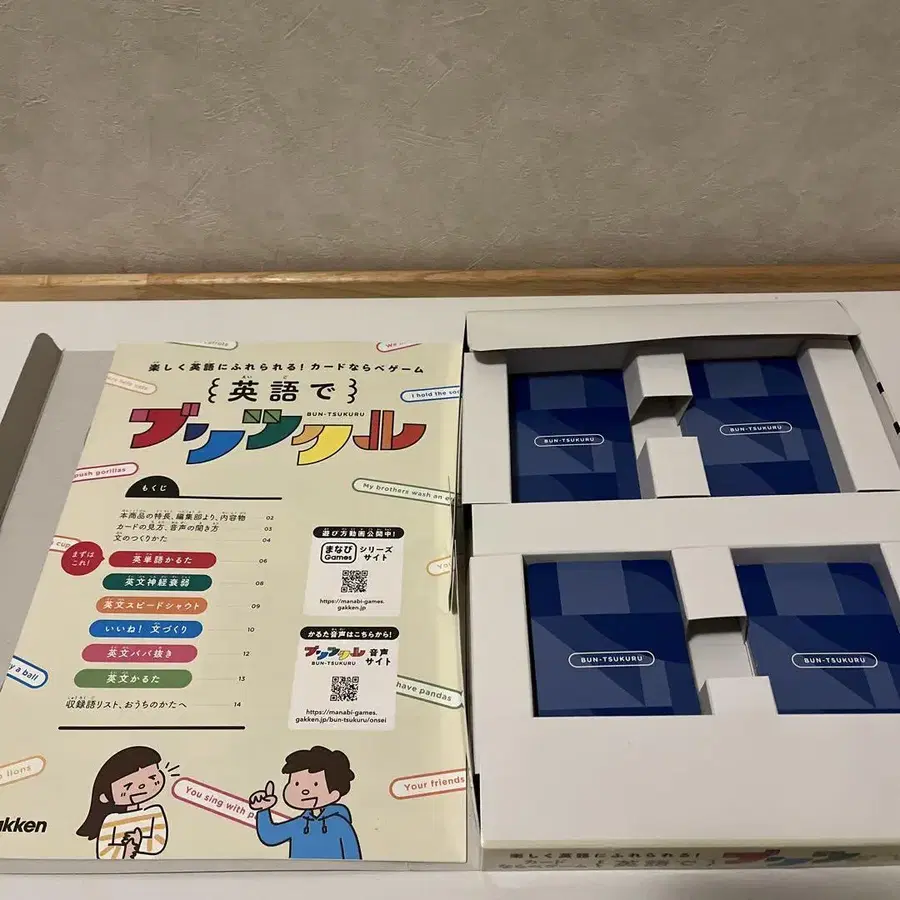 楽しく英語にふれられる!カードならべゲーム
英語で
BUN-TSUKURU
ブンツクル
I hold the
push gorillas
My brothers wash an
もくじ
本商品の特長、編集部より、内容物 02
カードの見方、音声の聞き方 03
文のつくりかた 04
まずは
これ!
英単語かるた 06
英文神経衰弱 08
英文スピードシャウト 09
いいね! 文づくり 10
英文ババ抜き 12
英文かるた 13
収録語リスト、おうちのかたへ 14
遊び方動画公開中!
まなび
Games
シリーズ
サイト
https://manabi-games.
gakken.jp
かるた音声はこちらから!
ブンツクル
BUN-TSUKURU
音声
サイト
https://manabi-games.
gakken.jp/bun-tsukuru/onsei
cup
a ball
have pandas
lions
You sing with
Your friends
akken
BUN-TSUKURU
BUN-TSUKURU
BUN-TSUKURU
BUN-TSUKURU
楽しく英語にふれられる!
ブンツクル